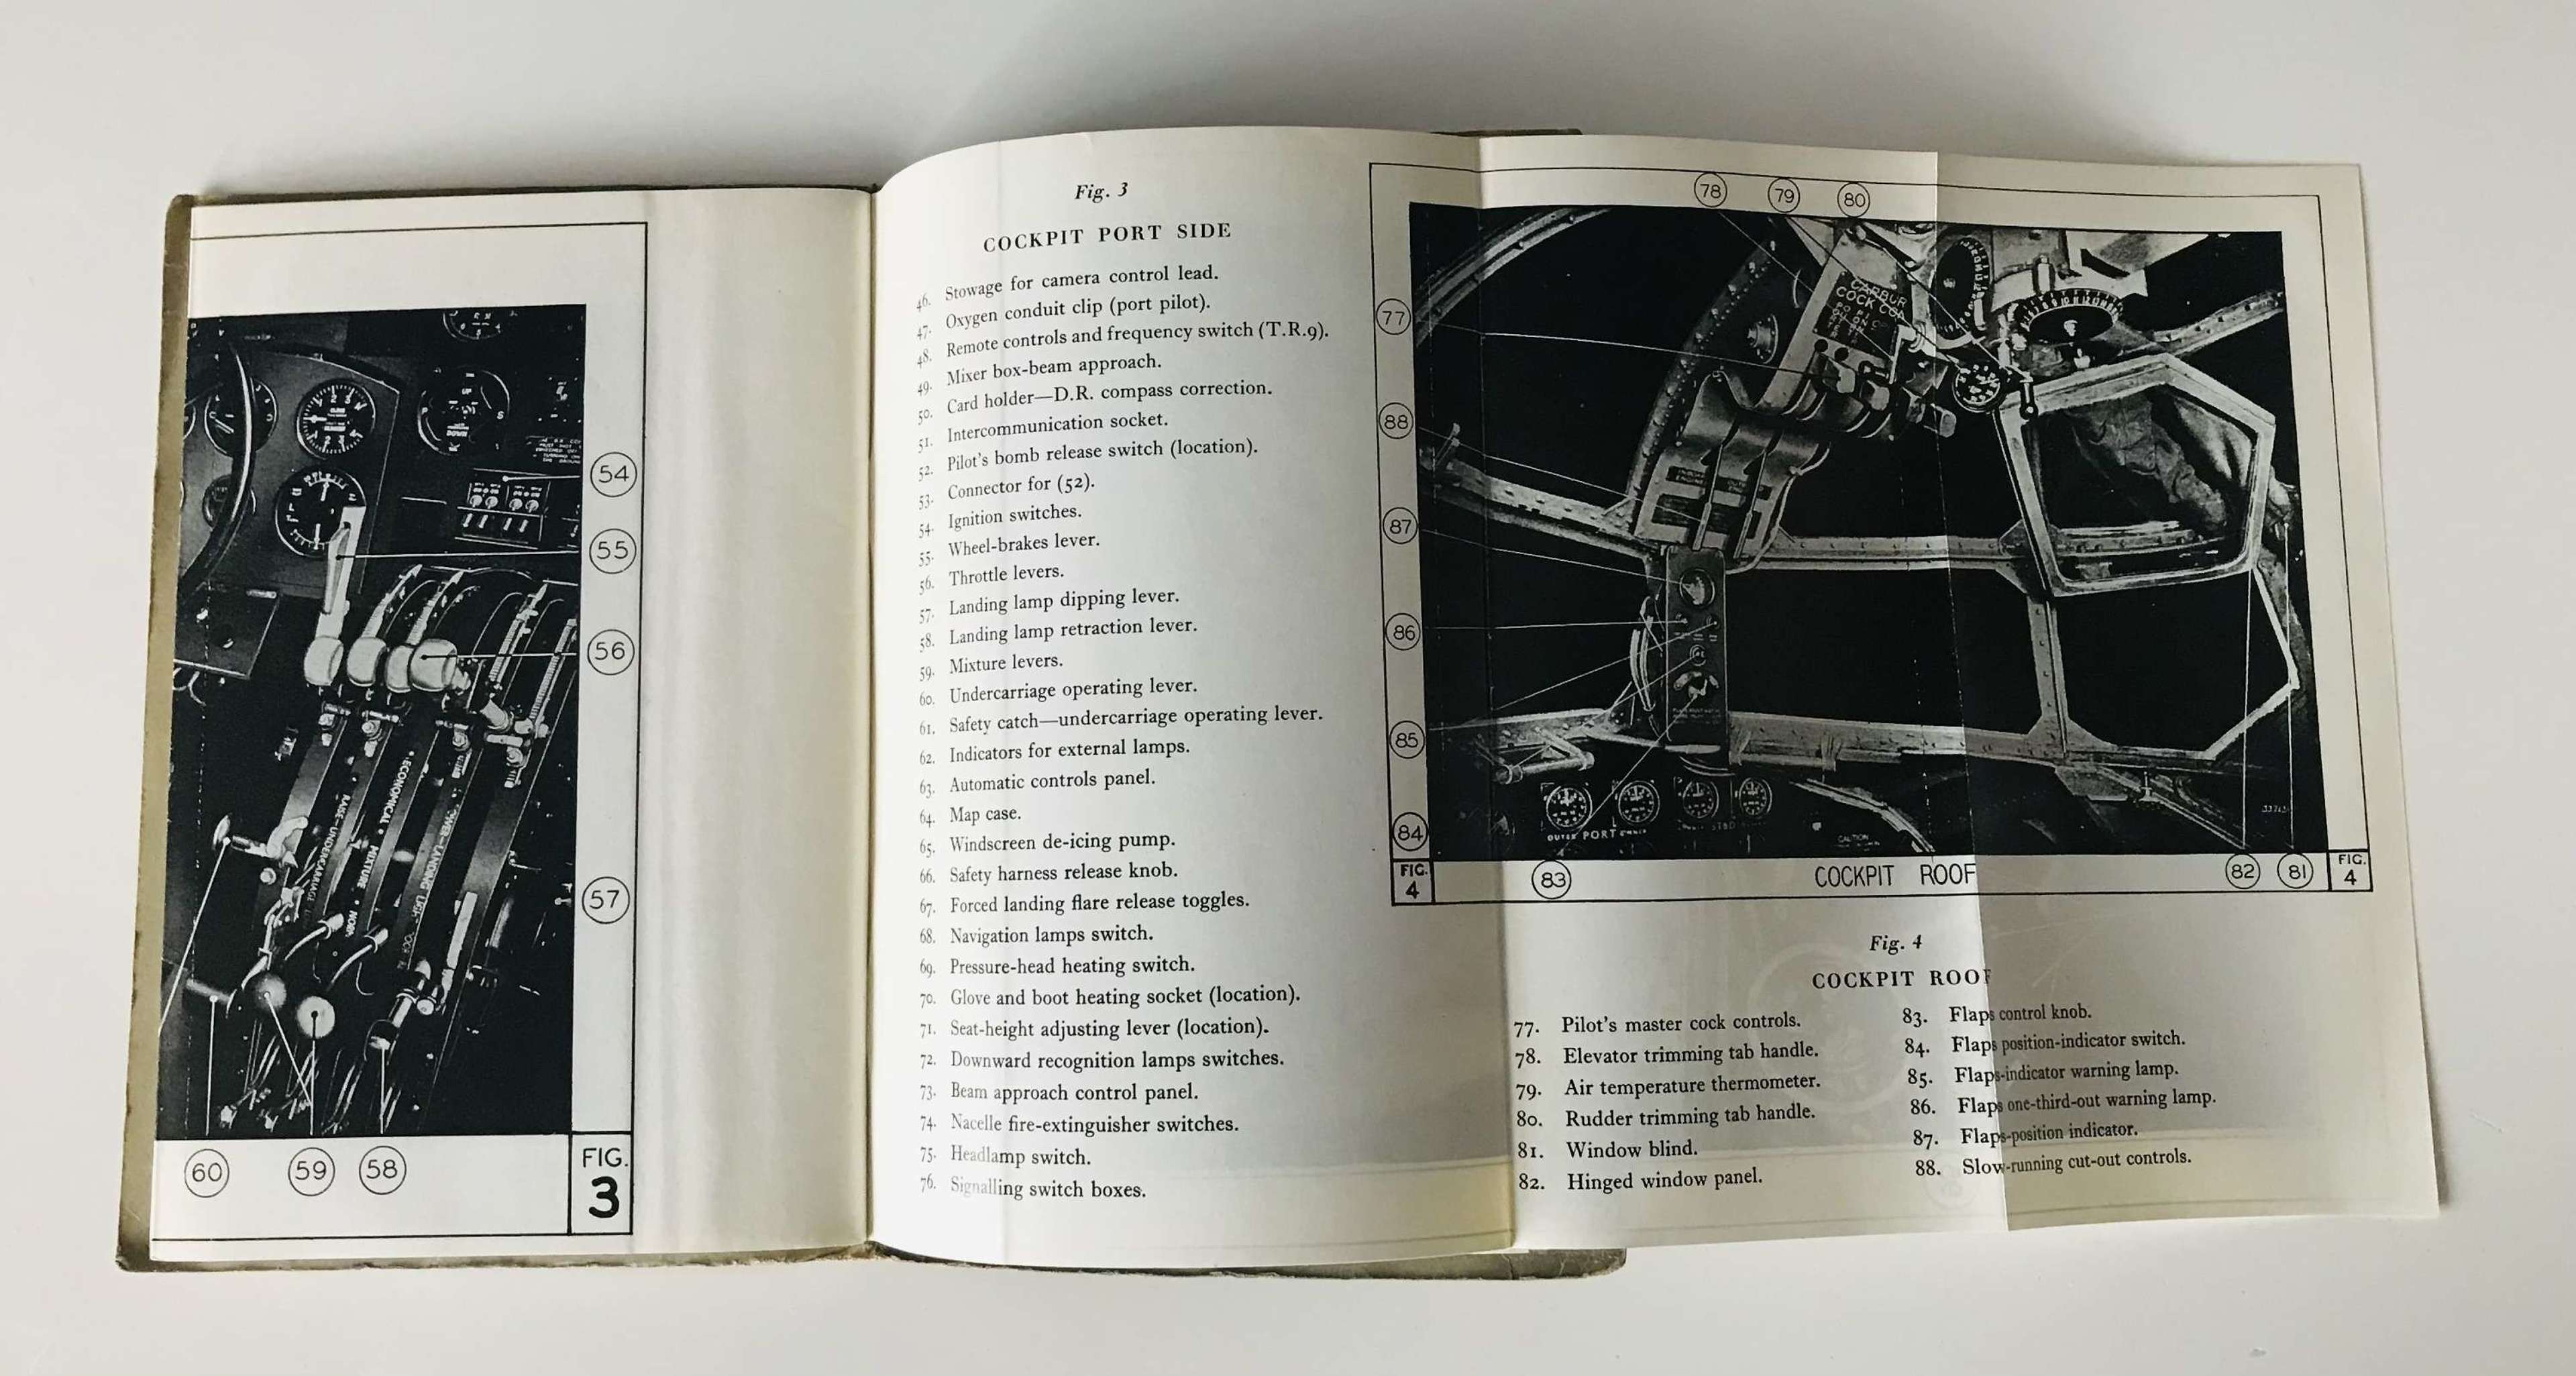 54
55
56
57
60
59
58
FIG.
3
RAISE-UNDERCARRIAGE
ECONOMICAL • MIXTURE • NORM
Fig. 3
COCKPIT PORT SIDE
46. Stowage for camera control lead.
47. Oxygen conduit clip (port pilot).
48. Remote controls and frequency switch (T.R.9).
49. Mixer box-beam approach.
50. Card holder—D.R. compass correction.
51. Intercommunication socket.
52. Pilot's bomb release switch (location).
53. Connector for (52).
54. Ignition switches.
55. Wheel-brakes lever.
56. Throttle levers.
57. Landing lamp dipping lever.
58. Landing lamp retraction lever.
59. Mixture levers.
60. Undercarriage operating lever.
61. Safety catch—undercarriage operating lever.
62. Indicators for external lamps.
63. Automatic controls panel.
64. Map case.
65. Windscreen de-icing pump.
66. Safety harness release knob.
67. Forced landing flare release toggles.
68. Navigation lamps switch.
69. Pressure-head heating switch.
70. Glove and boot heating socket (location).
71. Seat-height adjusting lever (location).
72. Downward recognition lamps switches.
73. Beam approach control panel.
74. Nacelle fire-extinguisher switches.
75. Headlamp switch.
76. Signalling switch boxes.
78 79 80
77
88
87
86
85
84
CARBUR
COCK CON
OUTER PORT INNER
CAUTION
FIG.
4
83
COCKPIT ROOF
82
81
FIG.
4
Fig. 4
COCKPIT ROOF
77. Pilot's master cock controls.
78. Elevator trimming tab handle.
79. Air temperature thermometer.
80. Rudder trimming tab handle.
81. Window blind.
82. Hinged window panel.
83. Flaps control knob.
84. Flaps position-indicator switch.
85. Flaps-indicator warning lamp.
86. Flaps one-third-out warning lamp.
87. Flaps-position indicator.
88. Slow-running cut-out controls.